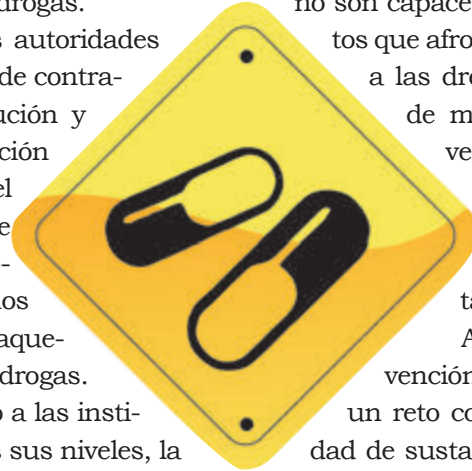 drogas.
autoridades
de contra-
ución y
ción
el
e
os
aque-
drogas.
o a las insti-
s sus niveles, la
no son capace
tos que afro
a las dro
de m
ve
ta
A
vención
un reto co
dad de susta